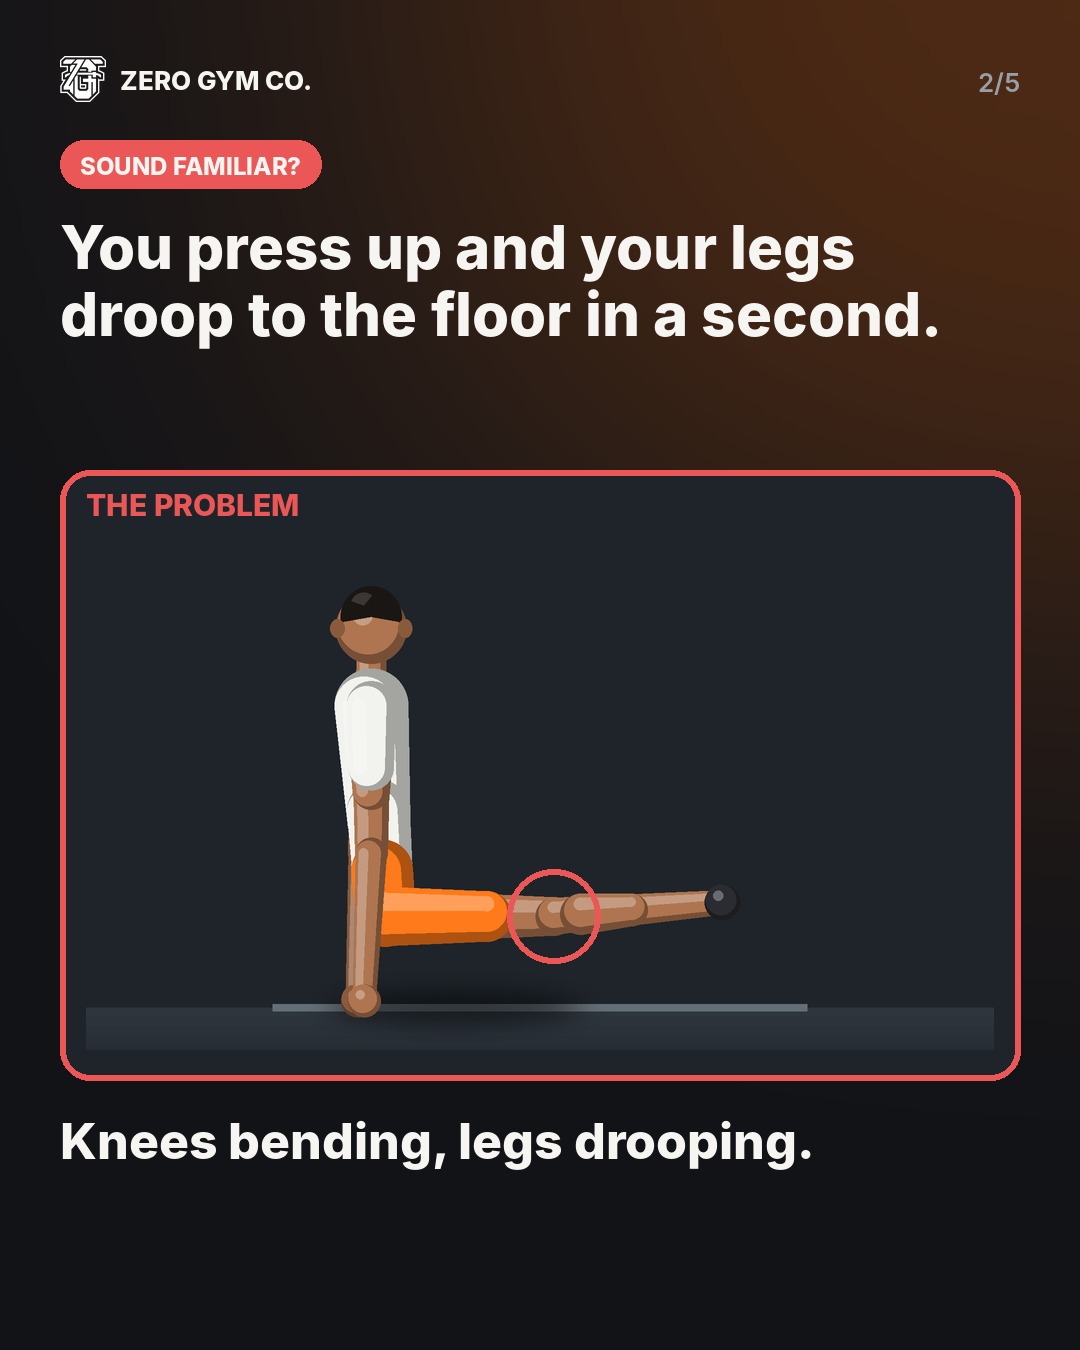 ZERO GYM CO.
2/5
SOUND FAMILIAR?
You press up and your legs
droop to the floor in a second.
THE PROBLEM
Knees bending, legs drooping.